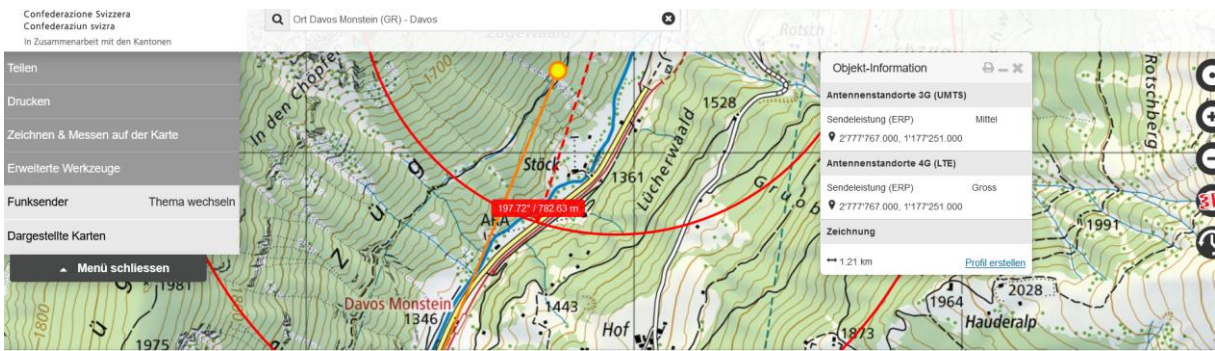 Confederazione Svizzera
Confederaziun svizra
In Zusammenarbeit mit den Kantonen
Ort Davos Monstein (GR) - Davos
Teilen
Drucken
Zeichnen & Messen auf der Karte
Erweiterte Werkzeuge
Funksender Thema wechseln
Dargestellte Karten
Menü schliessen
Objekt-Information
Antennenstandorte 3G (UMTS)
Sendeleistung (ERP) Mittel
2'777'767.000, 1'177'251.000
Antennenstandorte 4G (LTE)
Sendeleistung (ERP) Gross
2'777'767.000, 1'177'251.000
Zeichnung
1.21 km Profil erstellen
Zügewald
Rotsch
In den Chöpfe
1700
1528
Rotschberg
Stöck
1361
Lücherwaald
Gruob
197.72° / 782.63 m
ARA
Z ü g
1991
Davos Monstein
1346
1443
Hof
1981
1975
1800
ü
1873
1964
2028
Hauderalp